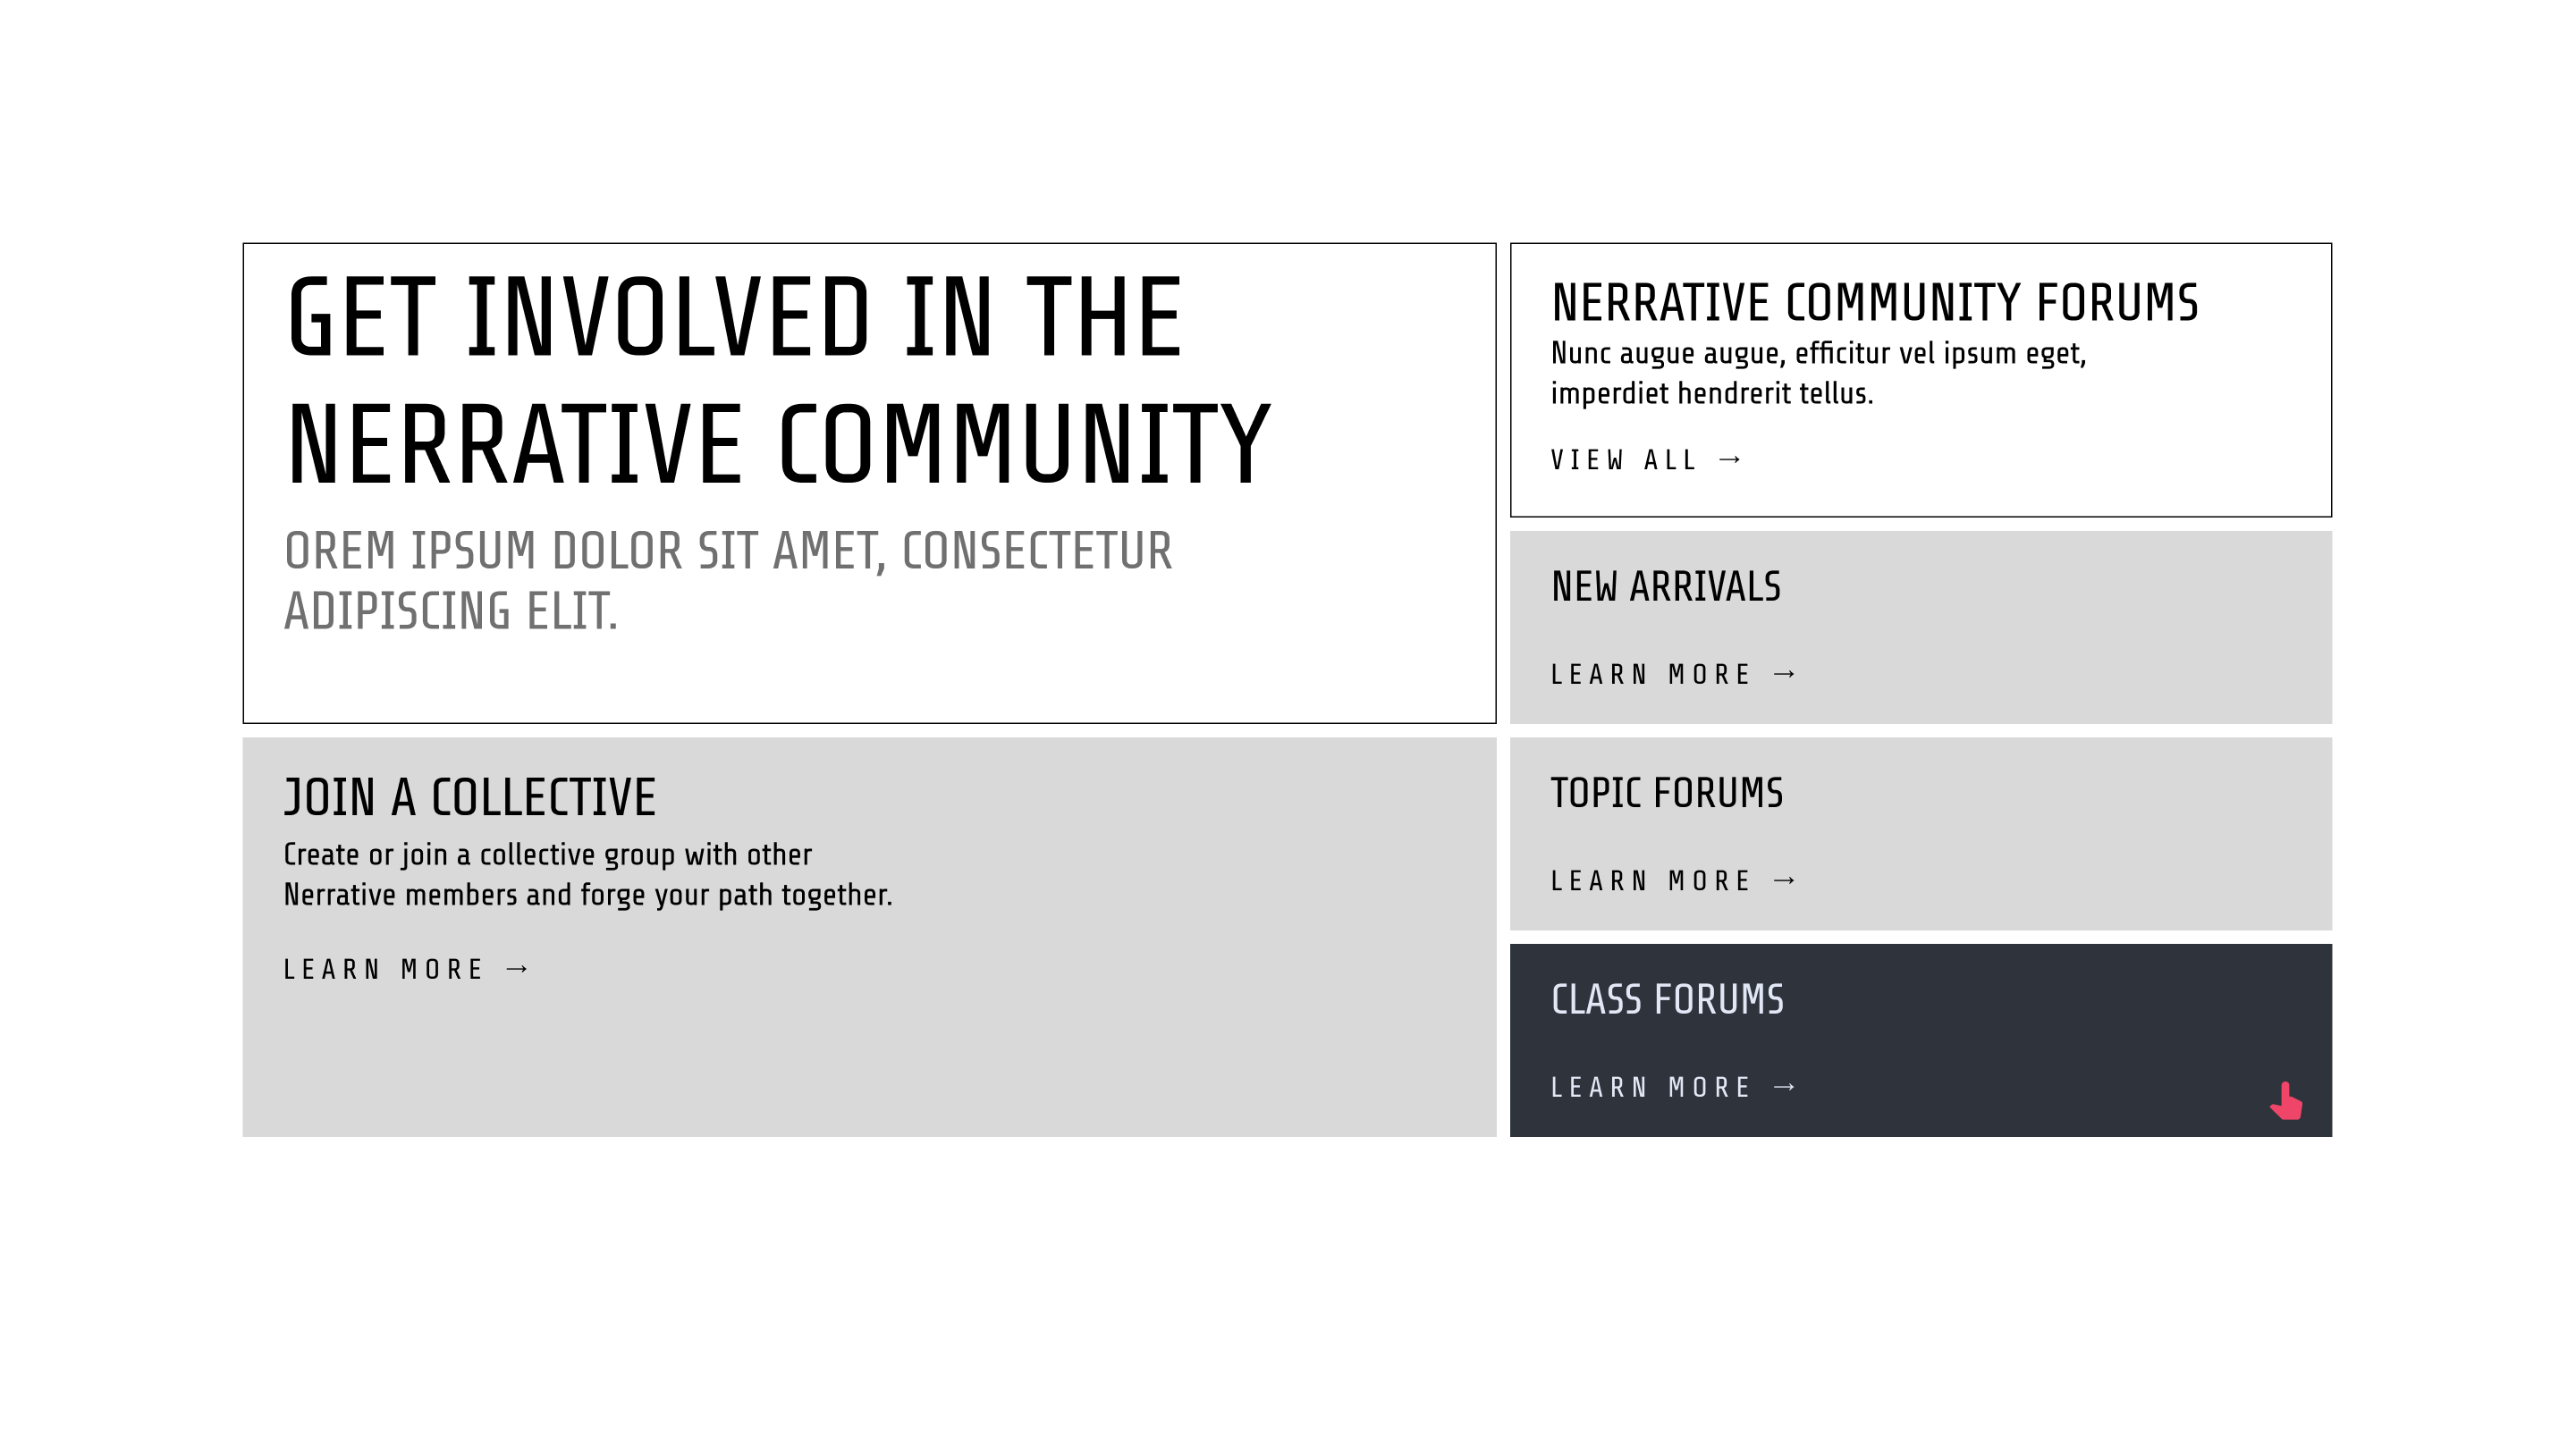 GET INVOLVED IN THE
NERRATIVE COMMUNITY
OREM IPSUM DOLOR SIT AMET, CONSECTETUR
ADIPISCING ELIT.
JOIN A COLLECTIVE
Create or join a collective group with other
Nerrative members and forge your path together.
LEARN MORE →
NERRATIVE COMMUNITY FORUMS
Nunc augue augue, efficitur vel ipsum eget,
imperdiet hendrerit tellus.
VIEW ALL →
NEW ARRIVALS
LEARN MORE →
TOPIC FORUMS
LEARN MORE →
CLASS FORUMS
LEARN MORE →